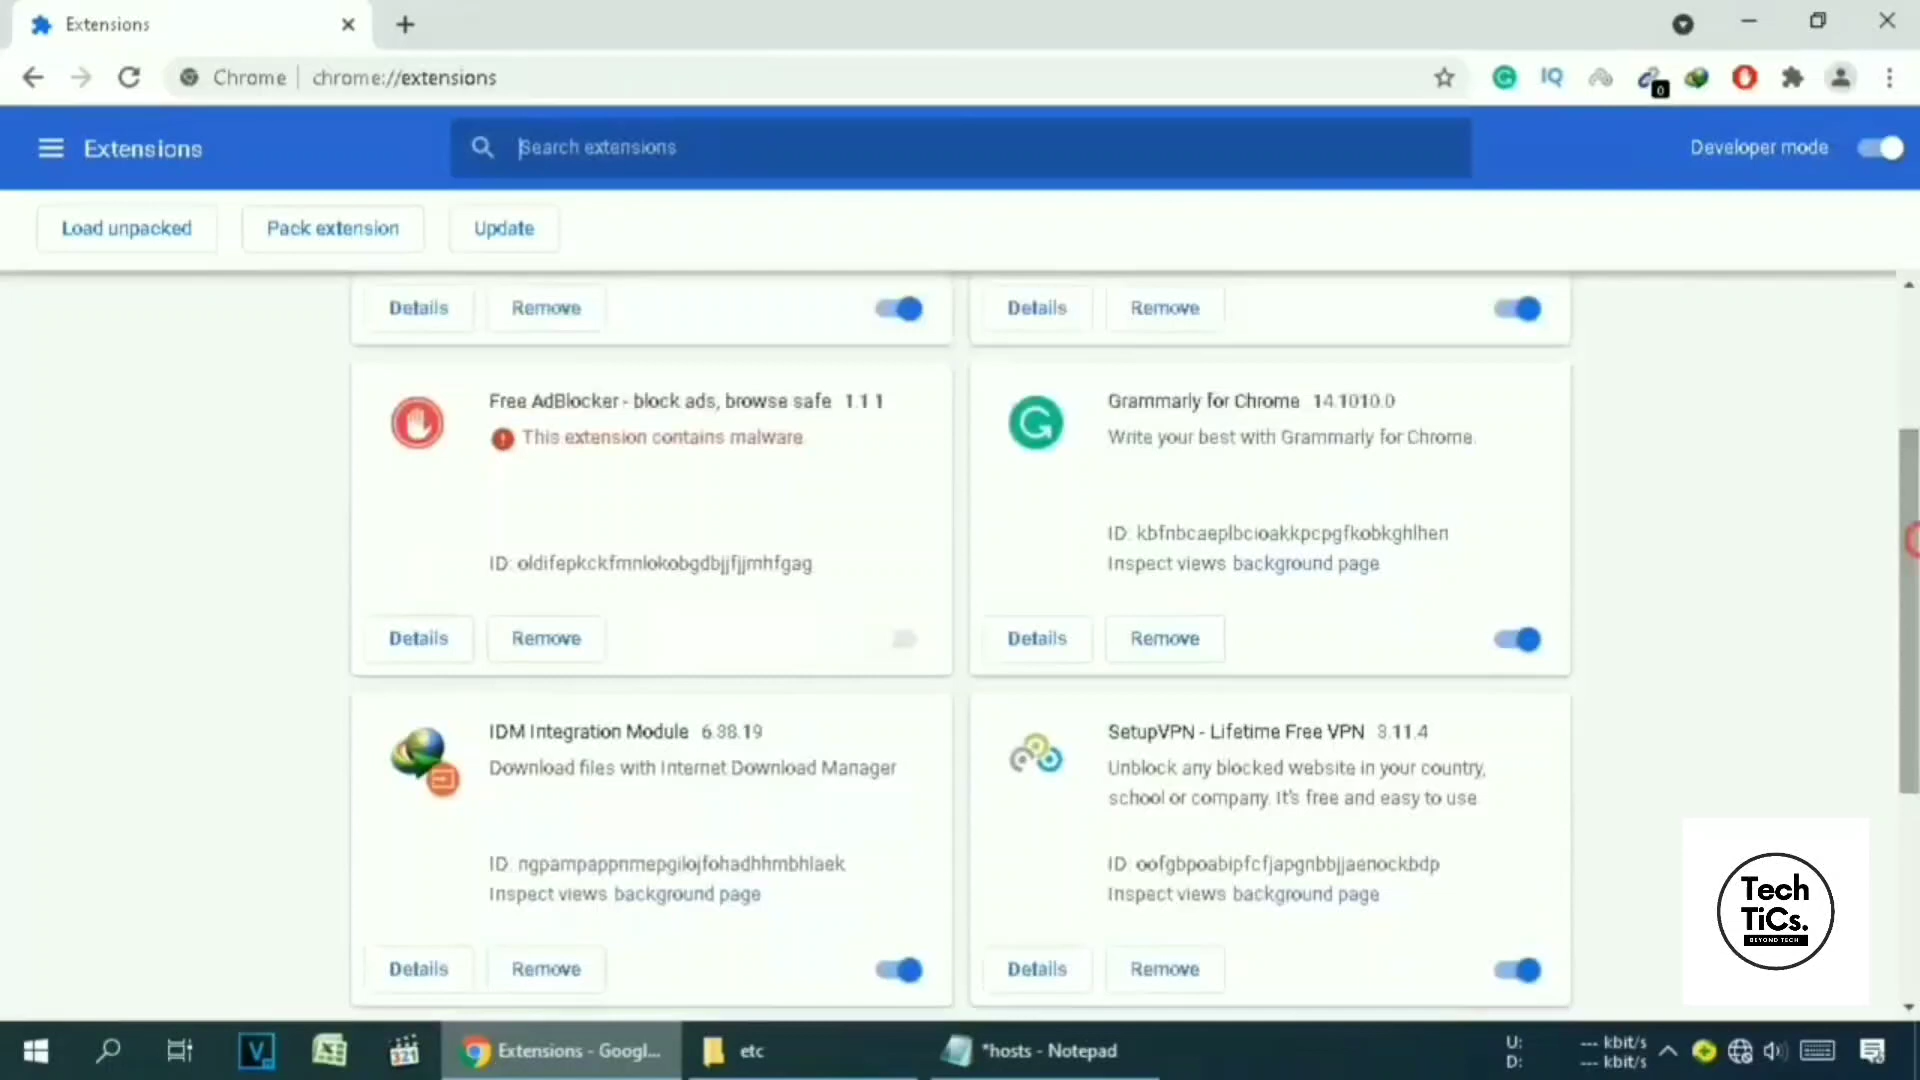 Extensions
Chrome
chrome://extensions
IQ
0
Extensions
Search extensions
Developer mode
Load unpacked
Pack extension
Update
Details
Remove
Details
Remove
Free AdBlocker - block ads, browse safe 1.1.1
This extension contains malware.
ID: oldifepkckfmnlokobgdbjjfjjmhfgag
Details
Remove
Grammarly for Chrome 14.1010.0
Write your best with Grammarly for Chrome.
ID: kbfnbcaeplbcioakkpcpgfkobkghlhen
Inspect views background page
Details
Remove
IDM Integration Module 6.38.19
Download files with Internet Download Manager
ID: ngpampappnmepgilojfohadhhmbhlaek
Inspect views background page
Details
Remove
SetupVPN - Lifetime Free VPN 3.11.4
Unblock any blocked website in your country,
school or company. It's free and easy to use.
ID: oofgbpoabipfcfjapgnbbjjaenockbdp
Inspect views background page
Details
Remove
Tech
TiCs.
BEYOND TECH
V
321
Extensions - Googl...
etc
*hosts - Notepad
U: --- kbit/s
D: --- kbit/s